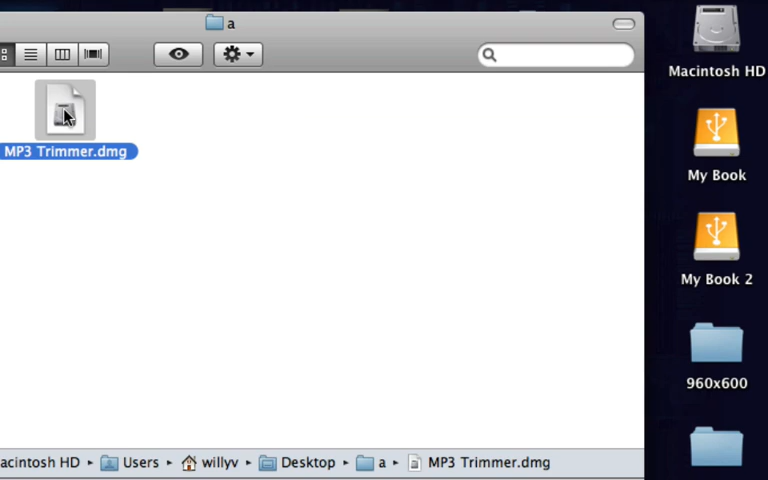 a
Macintosh HD
MP3 Trimmer.dmg
My Book
My Book 2
960x600
acintosh HD ▸ Users ▸ willyv ▸ Desktop ▸ a ▸ MP3 Trimmer.dmg